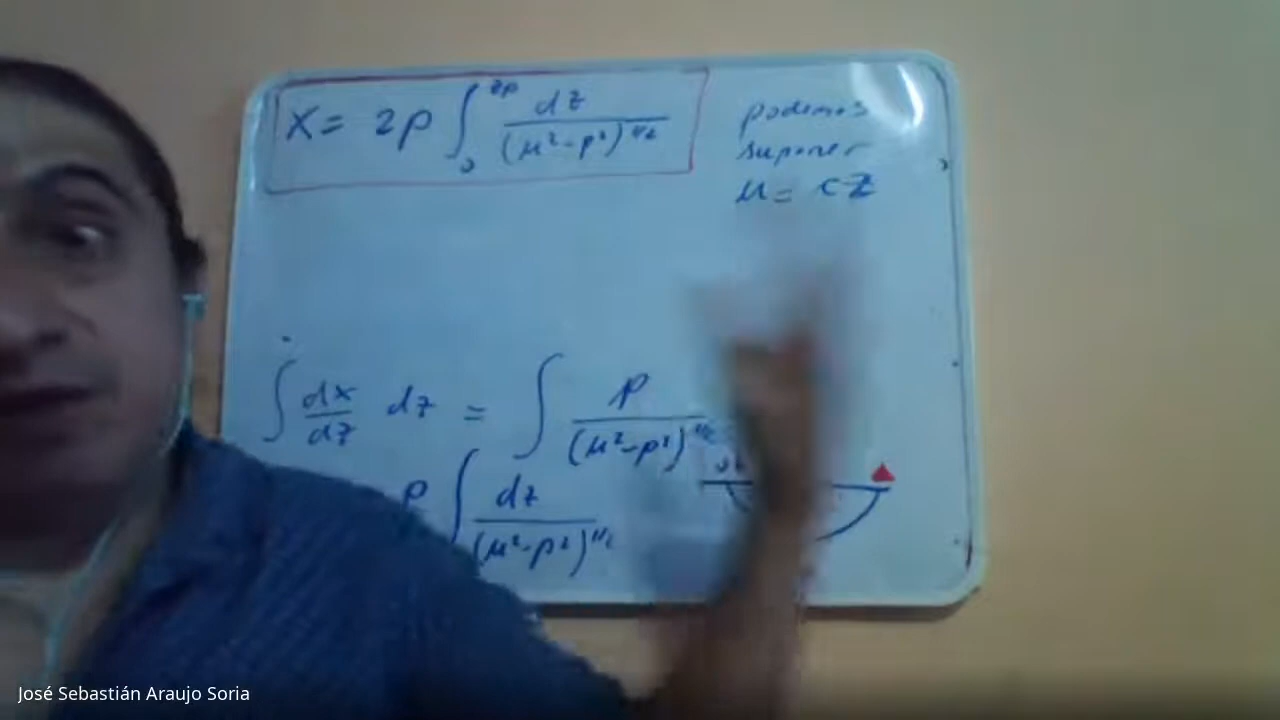 X = 2p ∫₀^{zp} dz / (μ² - p²)^{1/2}
podemos
suponer
μ = cz
∫ dx/dz dz = ∫ p / (μ² - p²)^{1/2}
p ∫ dz / (μ² - p²)^{1/2}
José Sebastián Araujo Soria